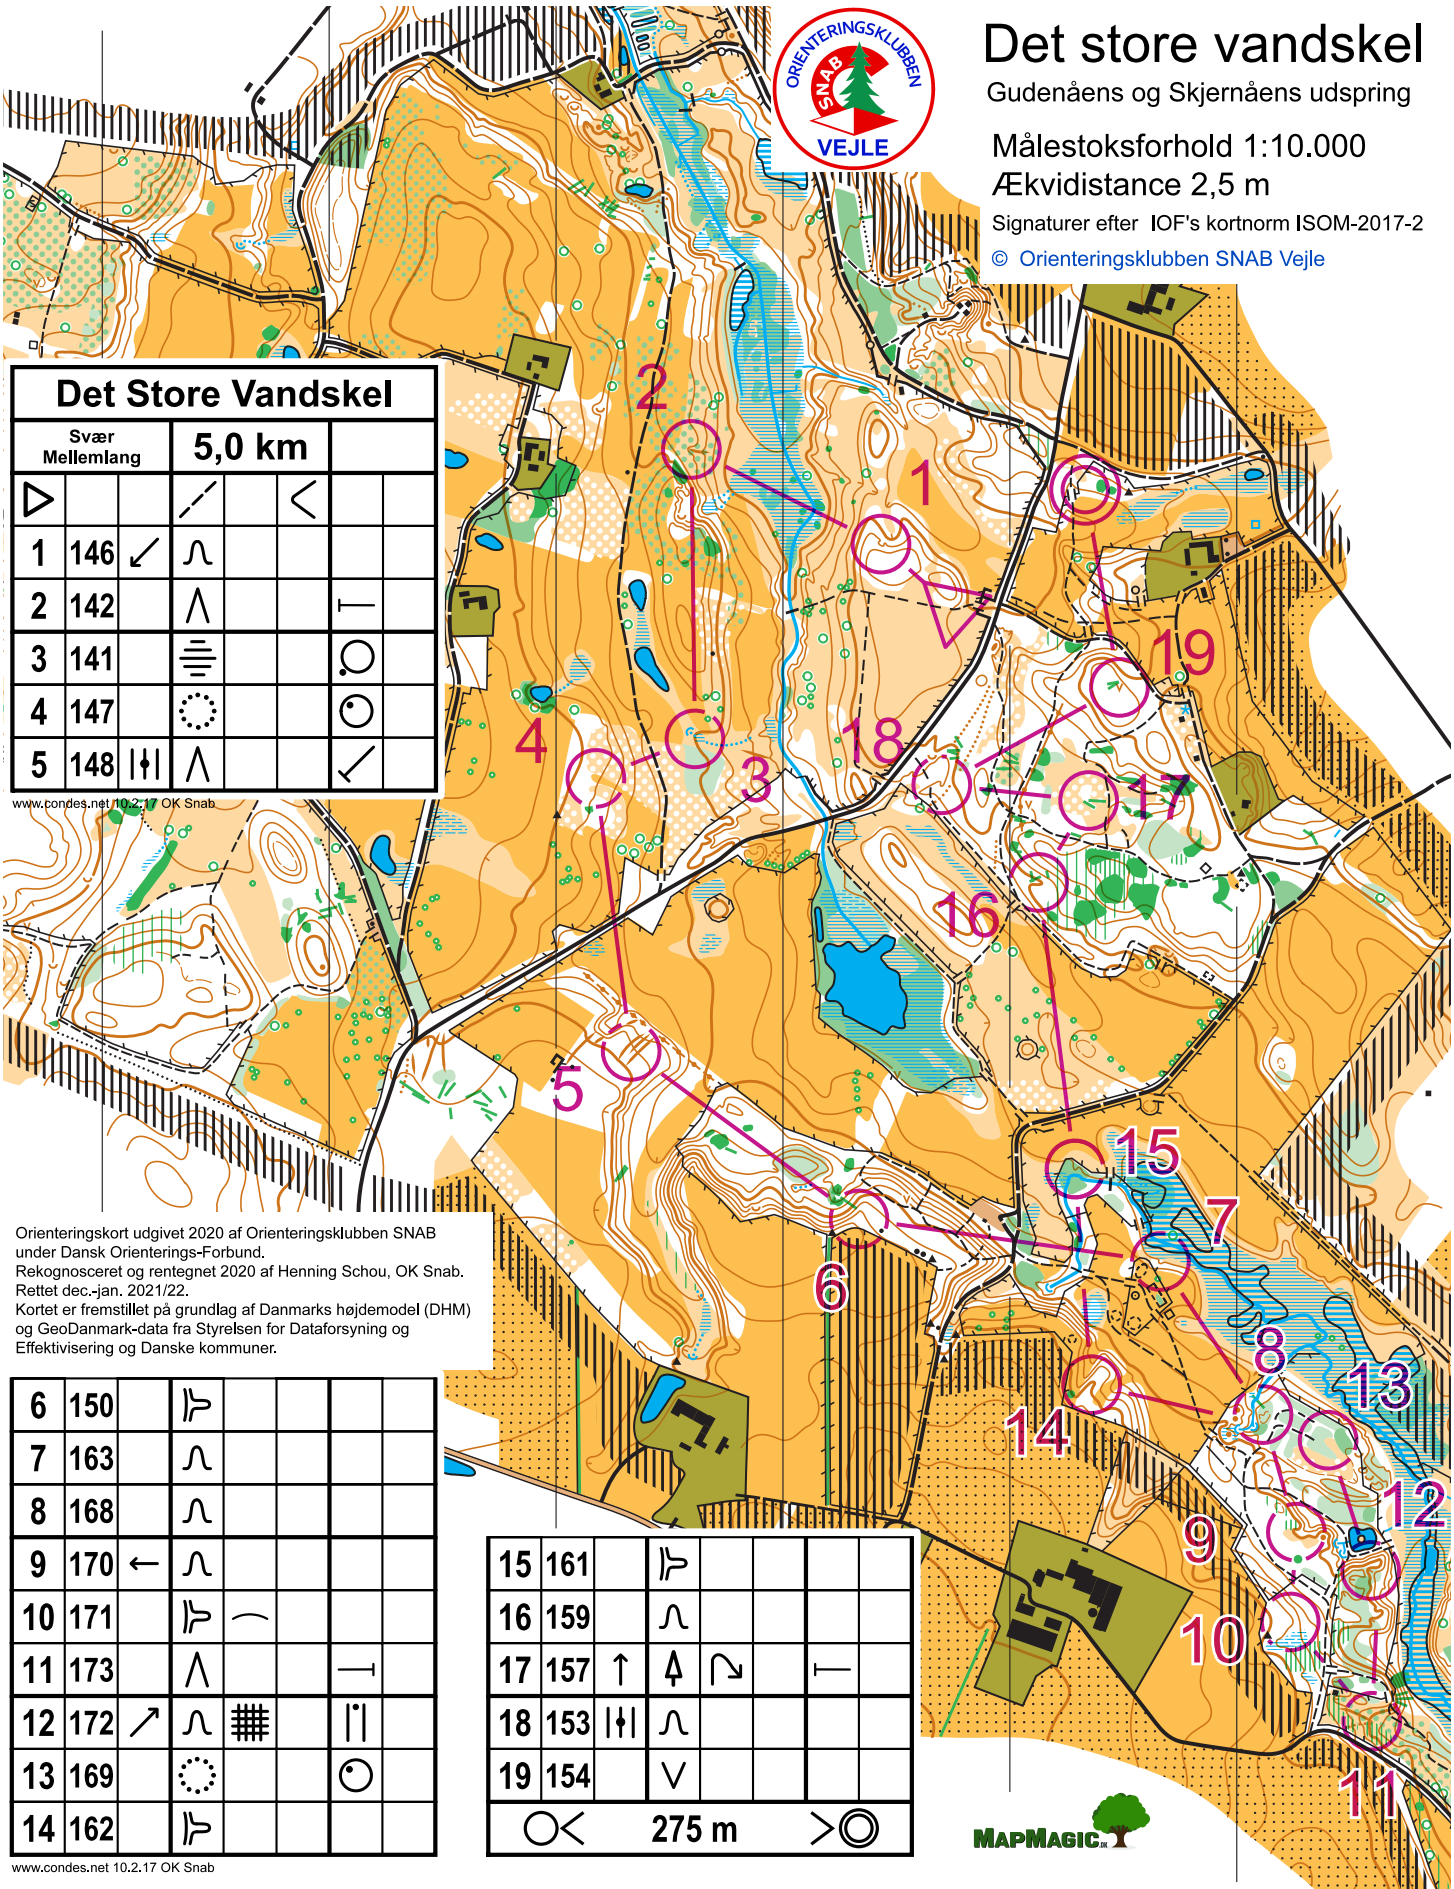 Det store vandskel
Gudenåens og Skjernåens udspring
Målestoksforhold 1:10.000
Ækvidistance 2,5 m
Signaturer efter IOF's kortnorm ISOM-2017-2
© Orienteringsklubben SNAB Vejle
ORIENTERINGSKLUBBEN
SNAB
VEJLE
Det Store Vandskel
Svær
Mellemlang
5,0 km
1 146
2 142
3 141
4 147
5 148
www.condes.net 10.2.17 OK Snab
2
1
19
4
18
3
17
16
5
15
7
6
8
13
14
12
9
10
11
Orienteringskort udgivet 2020 af Orienteringsklubben SNAB
under Dansk Orienterings-Forbund.
Rekognosceret og rentegnet 2020 af Henning Schou, OK Snab.
Rettet dec.-jan. 2021/22.
Kortet er fremstillet på grundlag af Danmarks højdemodel (DHM)
og GeoDanmark-data fra Styrelsen for Dataforsyning og
Effektivisering og Danske kommuner.
6 150
7 163
8 168
9 170
10 171
11 173
12 172
13 169
14 162
www.condes.net 10.2.17 OK Snab
15 161
16 159
17 157
18 153
19 154
275 m
MAPMAGIC.DK